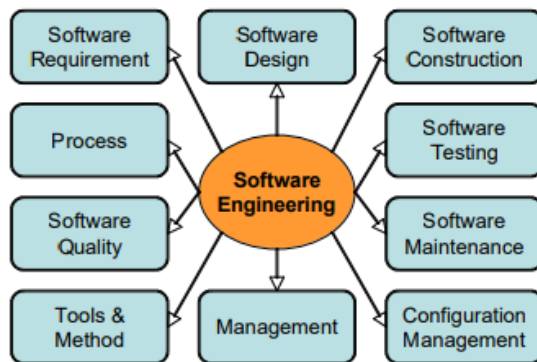 Software
Requirement
Software
Design
Software
Construction
Process
Software
Testing
Software
Engineering
Software
Quality
Software
Maintenance
Tools &
Method
Management
Configuration
Management